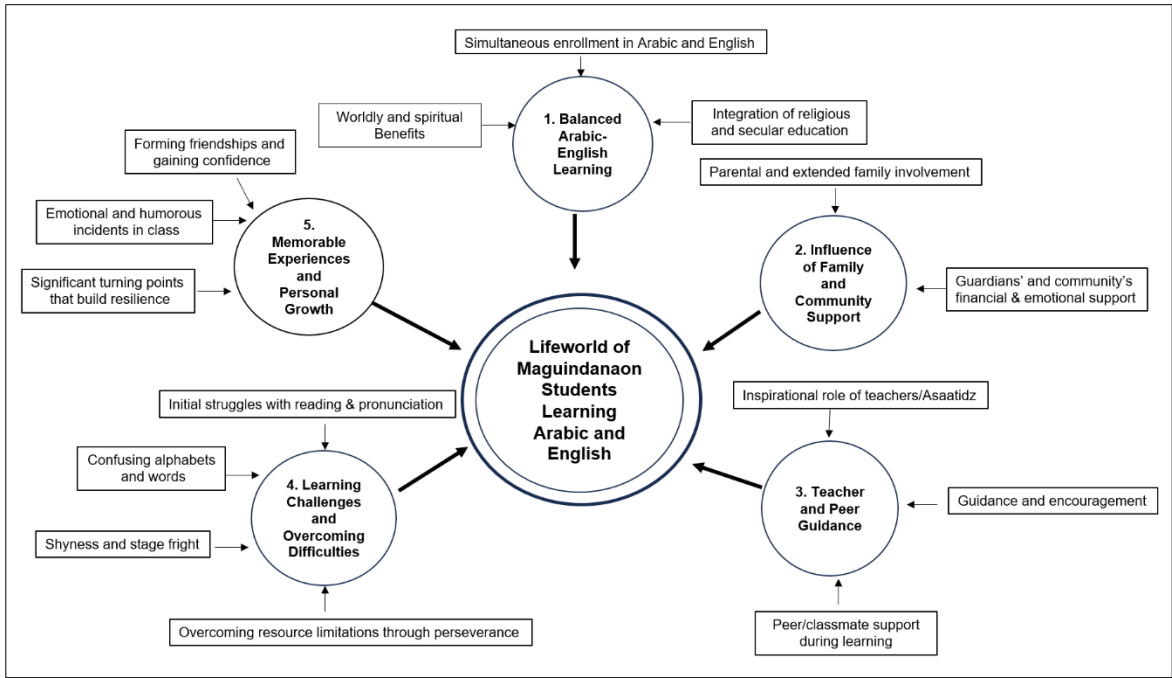 Simultaneous enrollment in Arabic and English
Worldly and spiritual
Benefits
1. Balanced
Arabic-
English
Learning
Integration of religious
and secular education
Parental and extended family involvement
2. Influence of Family
and
Community
Support
Guardians' and community's
financial & emotional support
Inspirational role of teachers/Asaatidz
3. Teacher
and Peer
Guidance
Guidance and encouragement
Peer/classmate support
during learning
Initial struggles with reading & pronunciation
Confusing alphabets
and words
4. Learning
Challenges
and
Overcoming
Difficulties
Shyness and stage fright
Overcoming resource limitations through perseverance
Forming friendships and
gaining confidence
Emotional and humorous
incidents in class
Significant turning points
that build resilience
5.
Memorable
Experiences
and
Personal
Growth
Lifeworld of
Maguindanaon
Students
Learning
Arabic and
English